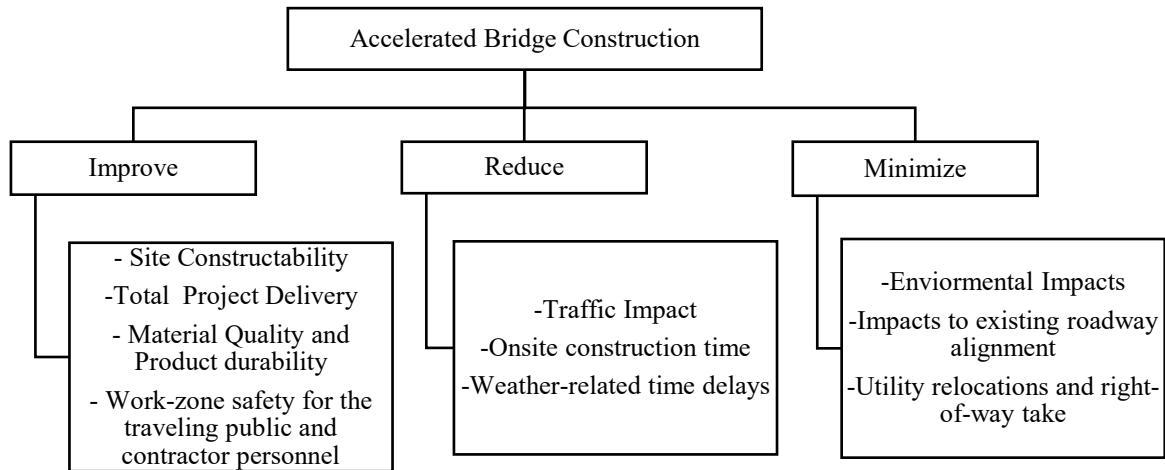 Accelerated Bridge Construction
Improve
Reduce
Minimize
- Site Constructability
-Total Project Delivery
- Material Quality and
Product durability
- Work-zone safety for the
traveling public and
contractor personnel
-Traffic Impact
-Onsite construction time
-Weather-related time delays
-Enviormental Impacts
-Impacts to existing roadway
alignment
-Utility relocations and right-
of-way take